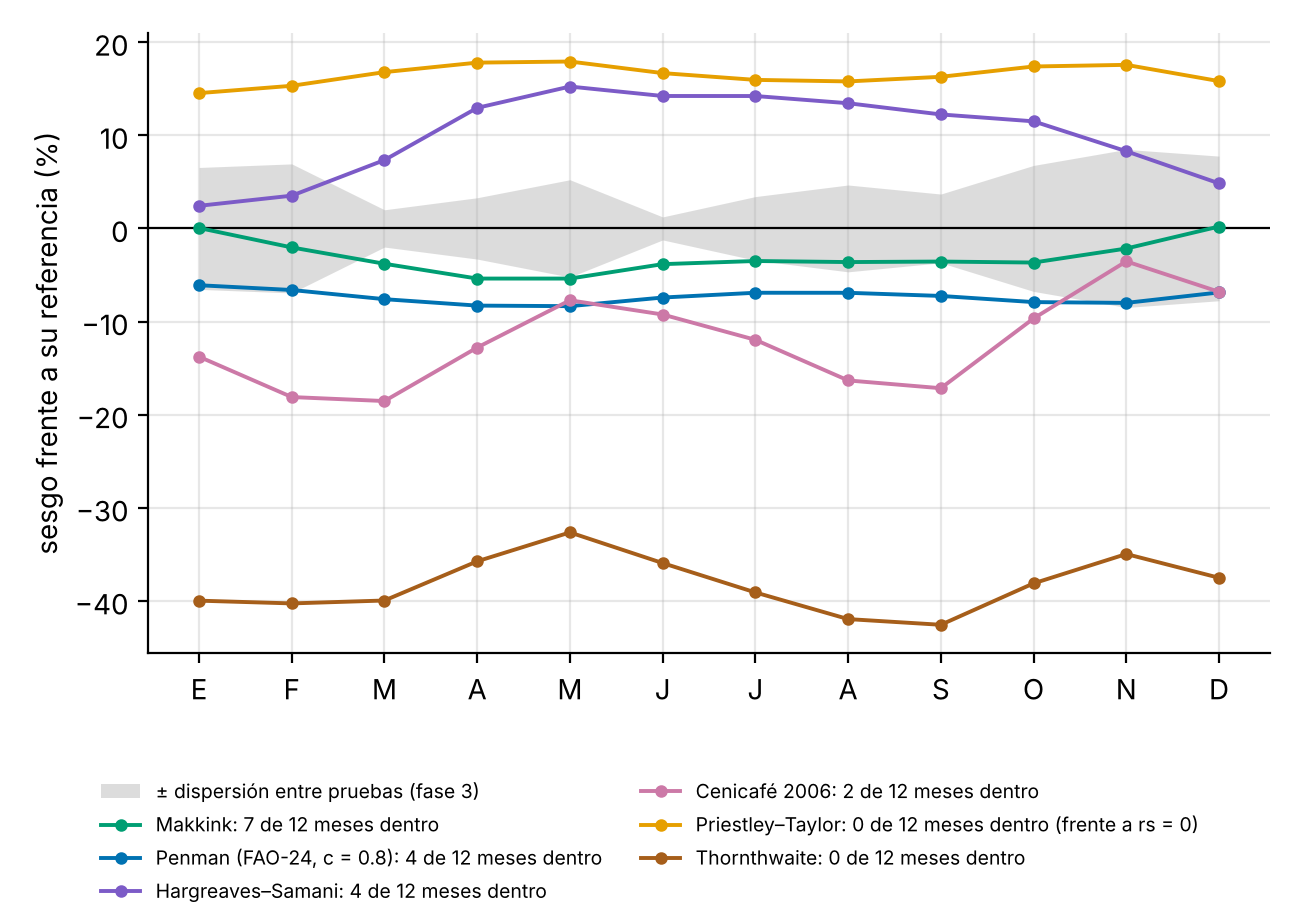 sesgo frente a su referencia (%)
20
10
0
−10
−20
−30
−40
E F M A M J J A S O N D
± dispersión entre pruebas (fase 3)
Makkink: 7 de 12 meses dentro
Penman (FAO-24, c = 0.8): 4 de 12 meses dentro
Hargreaves–Samani: 4 de 12 meses dentro
Cenicafé 2006: 2 de 12 meses dentro
Priestley–Taylor: 0 de 12 meses dentro (frente a rs = 0)
Thornthwaite: 0 de 12 meses dentro